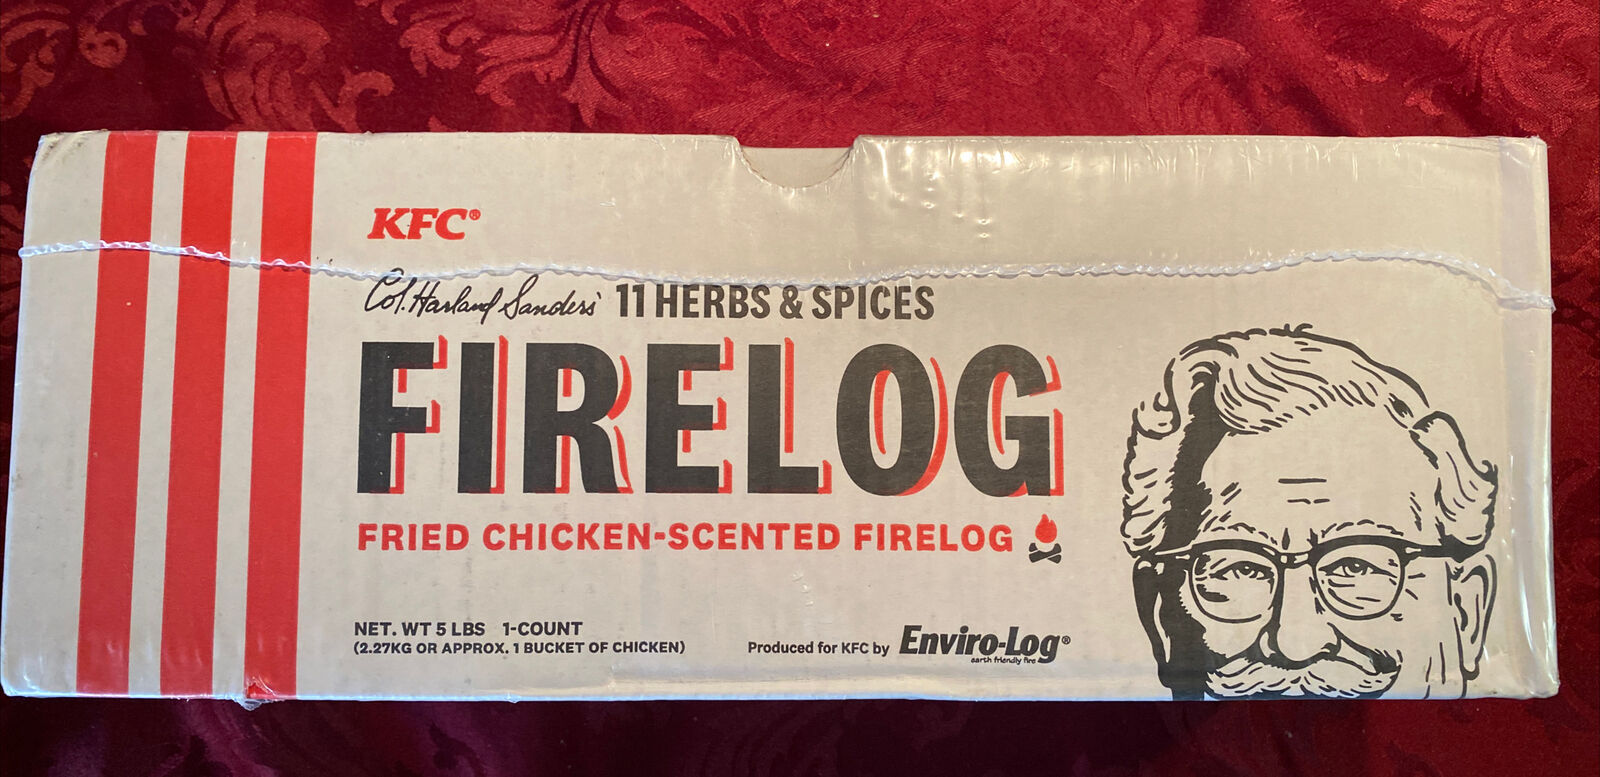 KFC®
Col. Harland Sanders' 11 HERBS & SPICES
FIRELOG
FRIED CHICKEN-SCENTED FIRELOG
NET. WT 5 LBS 1-COUNT
(2.27KG OR APPROX. 1 BUCKET OF CHICKEN)
Produced for KFC by Enviro-Log®
earth friendly fire